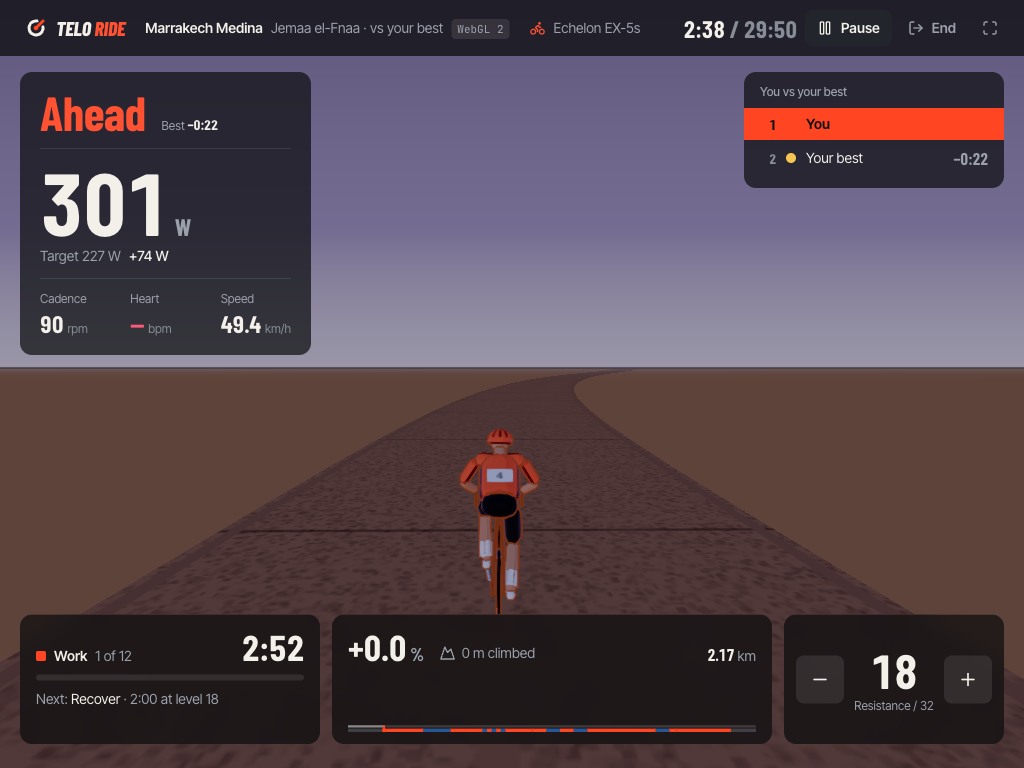 TELO RIDE Marrakech Medina Jemaa el-Fnaa · vs your best WebGL 2 Echelon EX-5s 2:38 / 29:50 Pause End
Ahead Best −0:22
301 W
Target 227 W +74 W
Cadence Heart Speed
90 rpm — bpm 49.4 km/h
You vs your best
1 You
2 Your best −0:22
4
Work 1 of 12 2:52
Next: Recover · 2:00 at level 18
+0.0 % 0 m climbed 2.17 km
− 18 +
Resistance / 32